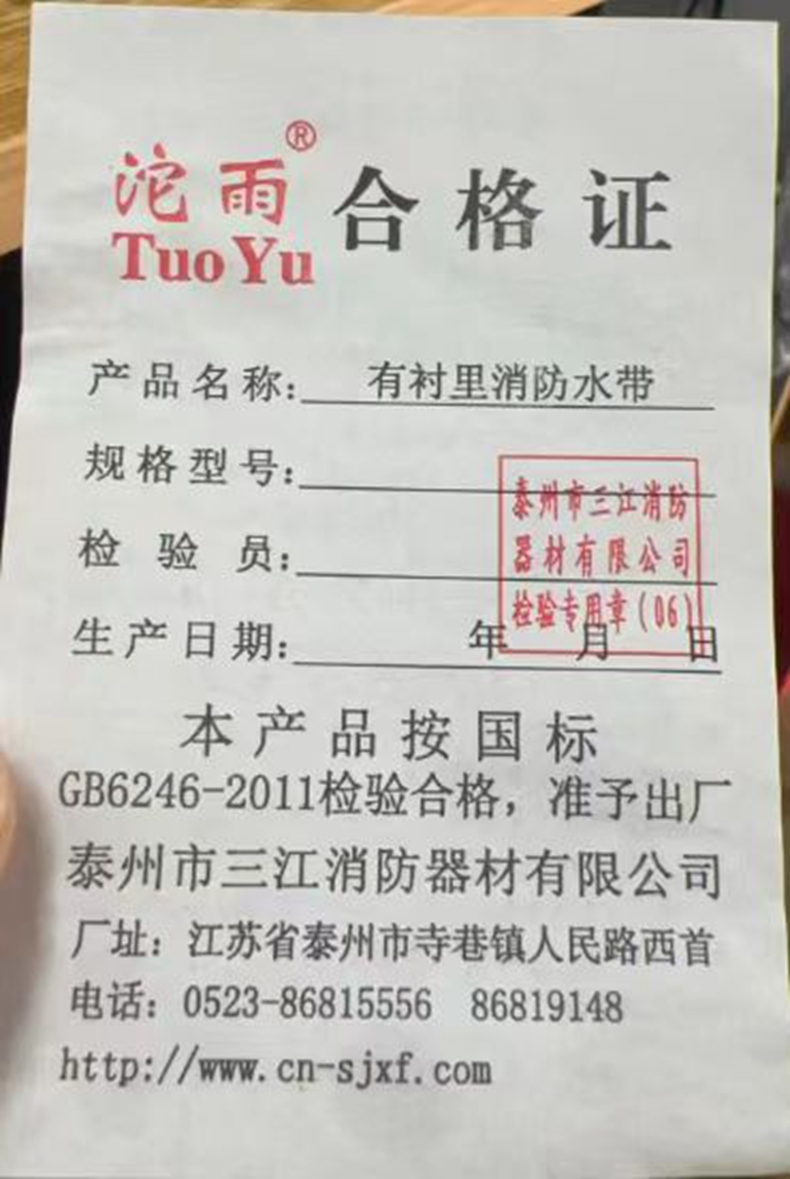 沱雨® 合格证
TuoYu
产品名称：有衬里消防水带
规格型号：
检验员：
生产日期： 年 月 日
泰州市三江消防
器材有限公司
检验专用章(06)
本产品按国标
GB6246-2011检验合格，准予出厂
泰州市三江消防器材有限公司
厂址：江苏省泰州市寺巷镇人民路西首
电话：0523-86815556 86819148
http://www.cn-sjxf.com